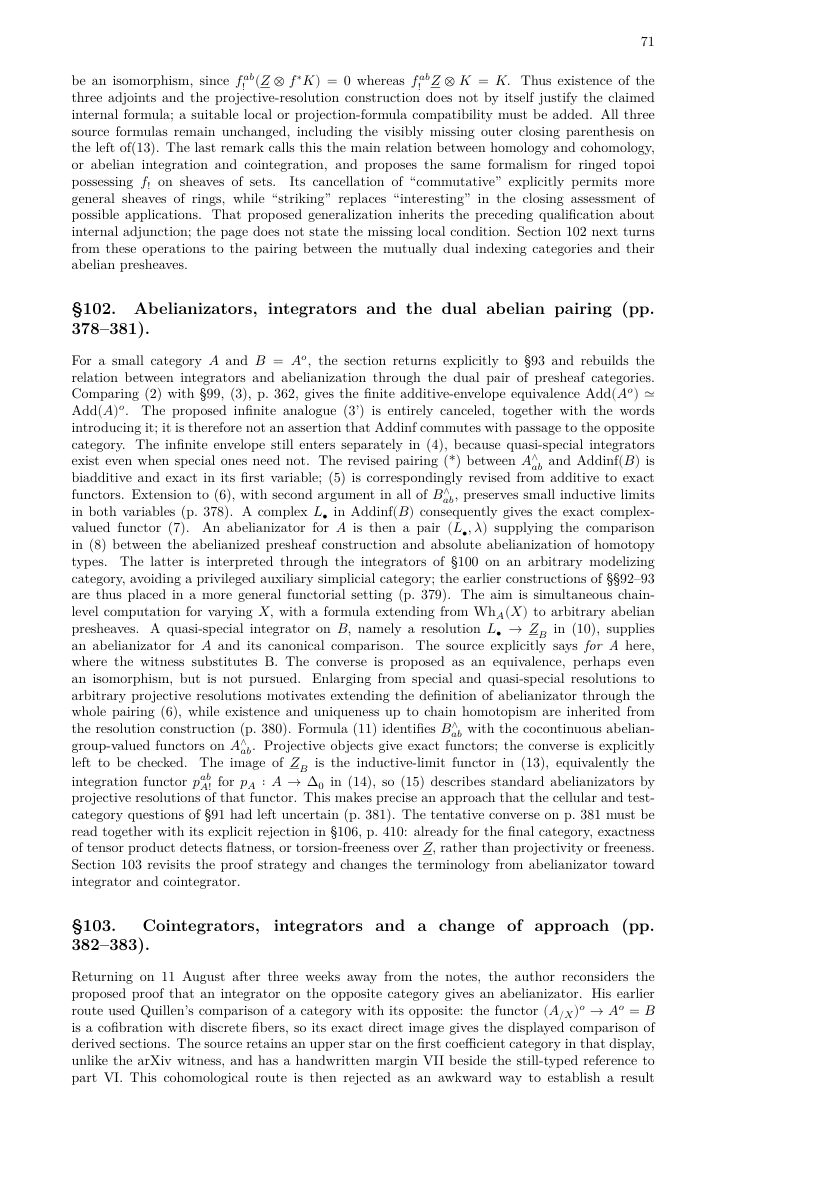 71
be an isomorphism, since f_!^{ab}(Z ⊗ f*K) = 0 whereas f_!^{ab}Z ⊗ K = K. Thus existence of the
three adjoints and the projective-resolution construction does not by itself justify the claimed
internal formula; a suitable local or projection-formula compatibility must be added. All three
source formulas remain unchanged, including the visibly missing outer closing parenthesis on
the left of(13). The last remark calls this the main relation between homology and cohomology,
or abelian integration and cointegration, and proposes the same formalism for ringed topoi
possessing f_! on sheaves of sets. Its cancellation of “commutative” explicitly permits more
general sheaves of rings, while “striking” replaces “interesting” in the closing assessment of
possible applications. That proposed generalization inherits the preceding qualification about
internal adjunction; the page does not state the missing local condition. Section 102 next turns
from these operations to the pairing between the mutually dual indexing categories and their
abelian presheaves.
§102. Abelianizators, integrators and the dual abelian pairing (pp.
378–381).
For a small category A and B = A^o, the section returns explicitly to §93 and rebuilds the
relation between integrators and abelianization through the dual pair of presheaf categories.
Comparing (2) with §99, (3), p. 362, gives the finite additive-envelope equivalence Add(A^o) ≃
Add(A)^o. The proposed infinite analogue (3’) is entirely canceled, together with the words
introducing it; it is therefore not an assertion that Addinf commutes with passage to the opposite
category. The infinite envelope still enters separately in (4), because quasi-special integrators
exist even when special ones need not. The revised pairing (*) between A^∧_{ab} and Addinf(B) is
biadditive and exact in its first variable; (5) is correspondingly revised from additive to exact
functors. Extension to (6), with second argument in all of B^∧_{ab}, preserves small inductive limits
in both variables (p. 378). A complex L_• in Addinf(B) consequently gives the exact complex-
valued functor (7). An abelianizator for A is then a pair (L_•, λ) supplying the comparison
in (8) between the abelianized presheaf construction and absolute abelianization of homotopy
types. The latter is interpreted through the integrators of §100 on an arbitrary modelizing
category, avoiding a privileged auxiliary simplicial category; the earlier constructions of §§92–93
are thus placed in a more general functorial setting (p. 379). The aim is simultaneous chain-
level computation for varying X, with a formula extending from Wh_A(X) to arbitrary abelian
presheaves. A quasi-special integrator on B, namely a resolution L_• → Z_B in (10), supplies
an abelianizator for A and its canonical comparison. The source explicitly says for A here,
where the witness substitutes B. The converse is proposed as an equivalence, perhaps even
an isomorphism, but is not pursued. Enlarging from special and quasi-special resolutions to
arbitrary projective resolutions motivates extending the definition of abelianizator through the
whole pairing (6), while existence and uniqueness up to chain homotopism are inherited from
the resolution construction (p. 380). Formula (11) identifies B^∧_{ab} with the cocontinuous abelian-
group-valued functors on A^∧_{ab}. Projective objects give exact functors; the converse is explicitly
left to be checked. The image of Z_B is the inductive-limit functor in (13), equivalently the
integration functor p^{ab}_{A!} for p_A : A → Δ_0 in (14), so (15) describes standard abelianizators by
projective resolutions of that functor. This makes precise an approach that the cellular and test-
category questions of §91 had left uncertain (p. 381). The tentative converse on p. 381 must be
read together with its explicit rejection in §106, p. 410: already for the final category, exactness
of tensor product detects flatness, or torsion-freeness over Z, rather than projectivity or freeness.
Section 103 revisits the proof strategy and changes the terminology from abelianizator toward
integrator and cointegrator.
§103. Cointegrators, integrators and a change of approach (pp.
382–383).
Returning on 11 August after three weeks away from the notes, the author reconsiders the
proposed proof that an integrator on the opposite category gives an abelianizator. His earlier
route used Quillen’s comparison of a category with its opposite: the functor (A_{/X})^o → A^o = B
is a cofibration with discrete fibers, so its exact direct image gives the displayed comparison of
derived sections. The source retains an upper star on the first coefficient category in that display,
unlike the arXiv witness, and has a handwritten margin VII beside the still-typed reference to
part VI. This cohomological route is then rejected as an awkward way to establish a result